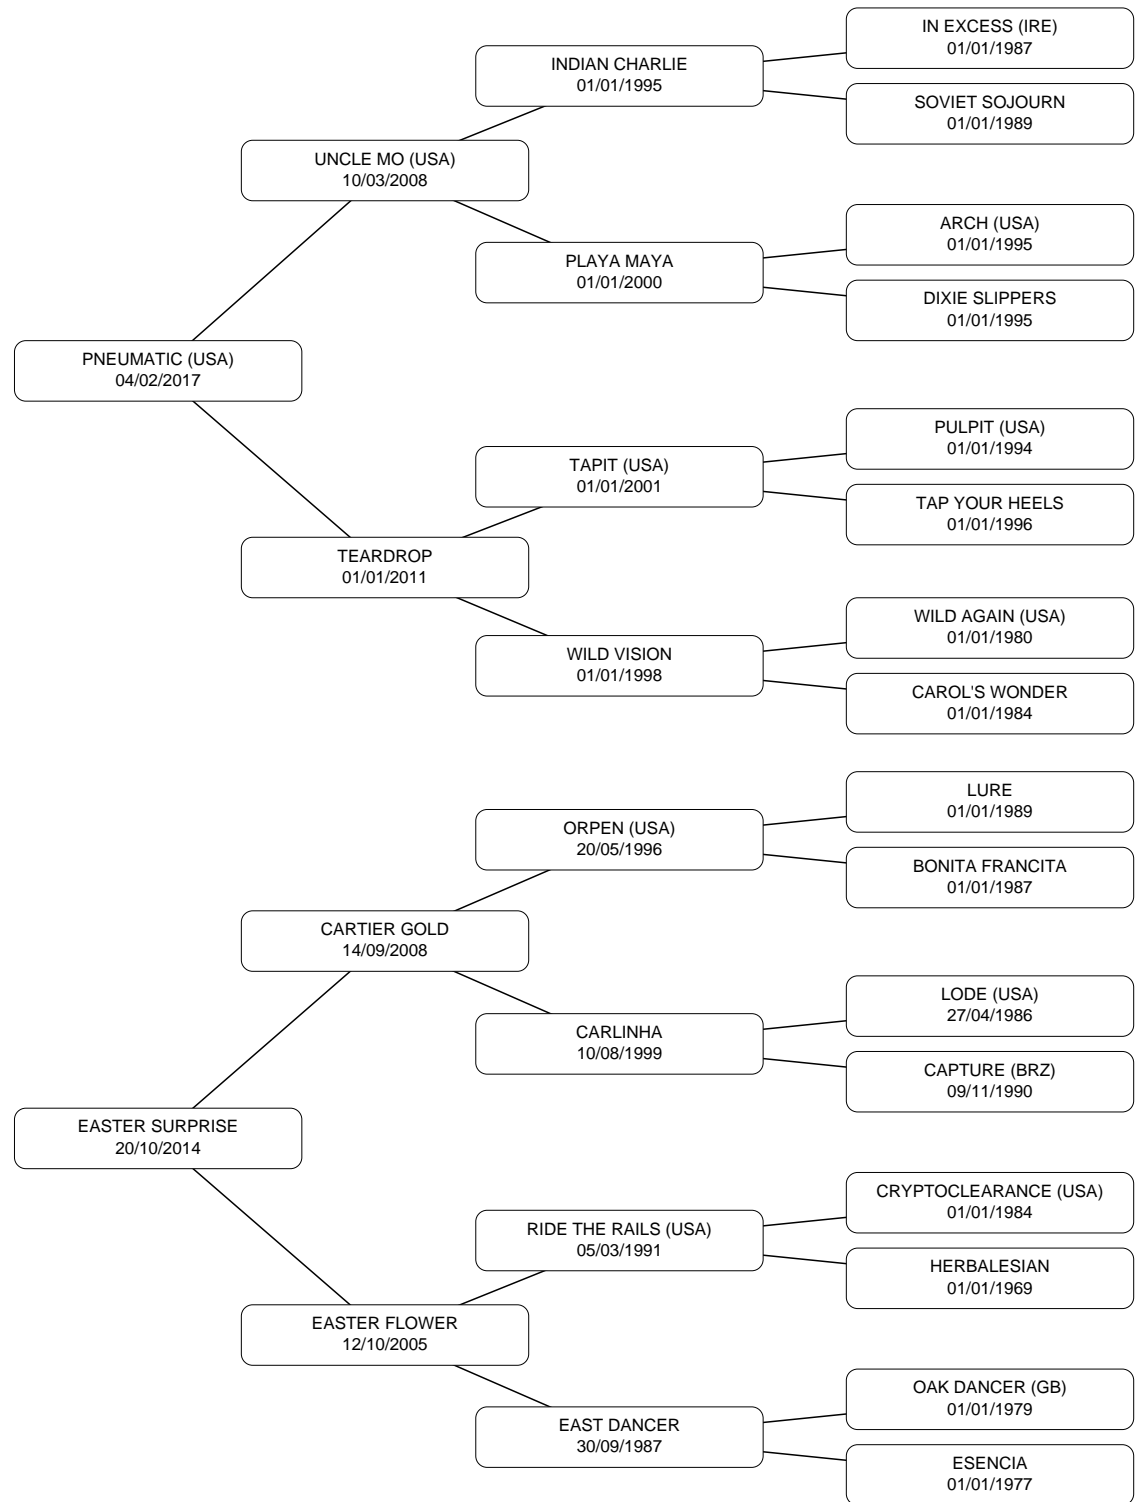 IN EXCESS (IRE)
01/01/1987
INDIAN CHARLIE
01/01/1995
SOVIET SOJOURN
01/01/1989
UNCLE MO (USA)
10/03/2008
ARCH (USA)
01/01/1995
PLAYA MAYA
01/01/2000
DIXIE SLIPPERS
01/01/1995
PNEUMATIC (USA)
04/02/2017
PULPIT (USA)
01/01/1994
TAPIT (USA)
01/01/2001
TAP YOUR HEELS
01/01/1996
TEARDROP
01/01/2011
WILD AGAIN (USA)
01/01/1980
WILD VISION
01/01/1998
CAROL'S WONDER
01/01/1984
LURE
01/01/1989
ORPEN (USA)
20/05/1996
BONITA FRANCITA
01/01/1987
CARTIER GOLD
14/09/2008
LODE (USA)
27/04/1986
CARLINHA
10/08/1999
CAPTURE (BRZ)
09/11/1990
EASTER SURPRISE
20/10/2014
CRYPTOCLEARANCE (USA)
01/01/1984
RIDE THE RAILS (USA)
05/03/1991
HERBALESIAN
01/01/1969
EASTER FLOWER
12/10/2005
OAK DANCER (GB)
01/01/1979
EAST DANCER
30/09/1987
ESENCIA
01/01/1977